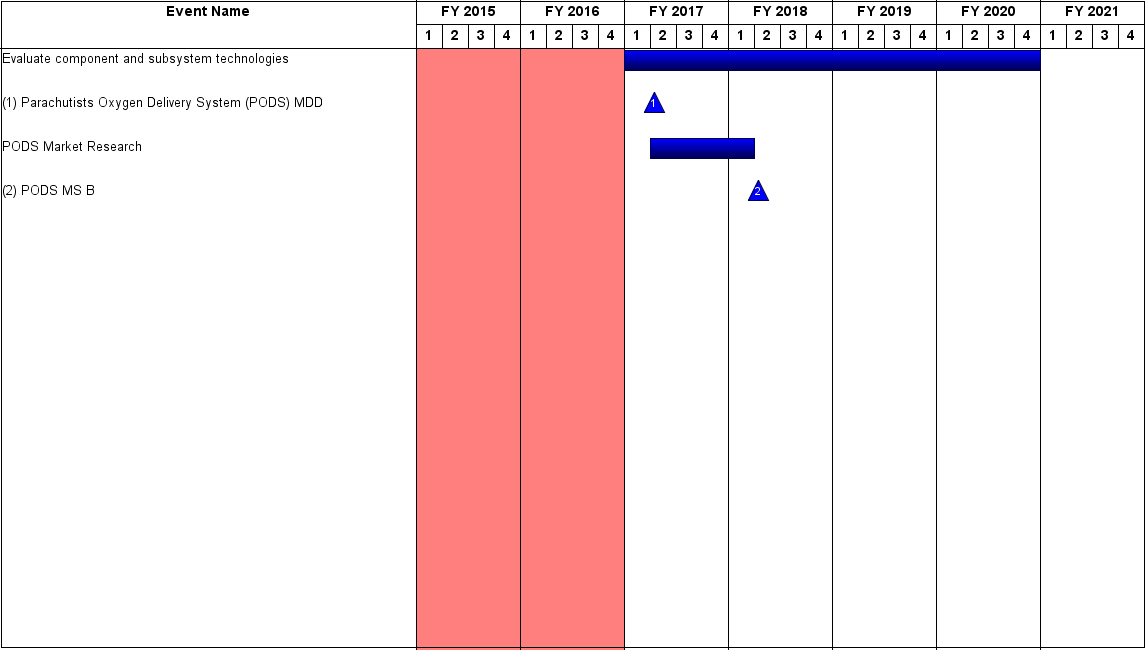 Event Name FY 2015 FY 2016 FY 2017 FY 2018 FY 2019 FY 2020 FY 2021
1 2 3 4 1 2 3 4 1 2 3 4 1 2 3 4 1 2 3 4 1 2 3 4 1 2 3 4
Evaluate component and subsystem technologies
(1) Parachutists Oxygen Delivery System (PODS) MDD 1
PODS Market Research
(2) PODS MS B 2